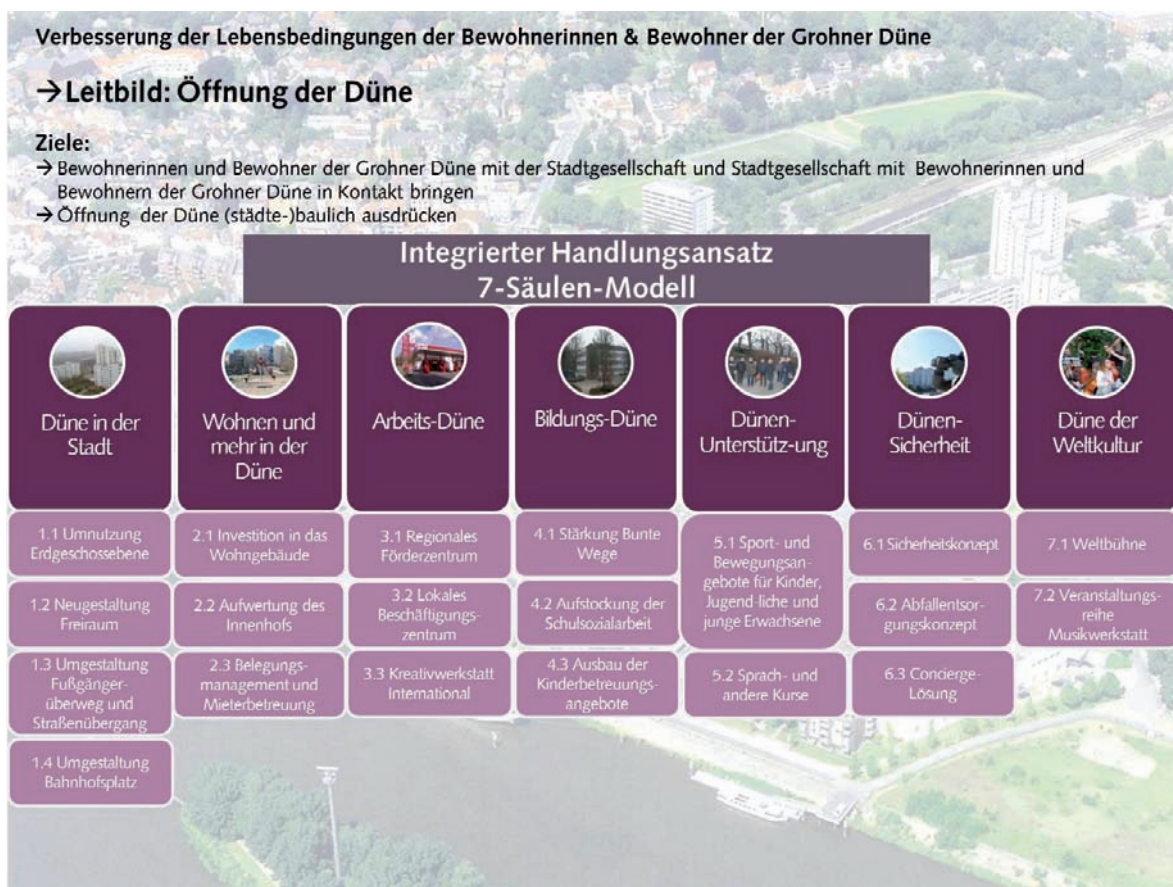 Verbesserung der Lebensbedingungen der Bewohnerinnen & Bewohner der Grohner Düne
→Leitbild: Öffnung der Düne
Ziele:
→ Bewohnerinnen und Bewohner der Grohner Düne mit der Stadtgesellschaft und Stadtgesellschaft mit Bewohnerinnen und
Bewohnern der Grohner Düne in Kontakt bringen
→ Öffnung der Düne (städte-)baulich ausdrücken
Integrierter Handlungsansatz
7-Säulen-Modell
Düne in der
Stadt
1.1 Umnutzung
Erdgeschossebene
1.2 Neugestaltung
Freiraum
1.3 Umgestaltung
Fußgänger-
überweg und
Straßenübergang
1.4 Umgestaltung
Bahnhofsplatz
Wohnen und
mehr in der
Düne
2.1 Investition in das
Wohngebäude
2.2 Aufwertung des
Innenhofs
2.3 Belegungs-
management und
Mieterbetreuung
Arbeits-Düne
3.1 Regionales
Förderzentrum
3.2 Lokales
Beschäftigungs-
zentrum
3.3 Kreativwerkstatt
International
Bildungs-Düne
4.1 Stärkung Bunte
Wege
4.2 Aufstockung der
Schulsozialarbeit
4.3 Ausbau der
Kinderbetreuungs-
angebote
Dünen-
Unterstütz-ung
5.1 Sport- und
Bewegungsan-
gebote für Kinder,
Jugend-liche und
junge Erwachsene
5.2 Sprach- und
andere Kurse
Dünen-
Sicherheit
6.1 Sicherheitskonzept
6.2 Abfallentsor-
gungskonzept
6.3 Concierge-
Lösung
Düne der
Weltkultur
7.1 Weltbühne
7.2 Veranstaltungs-
reihe
Musikwerkstatt